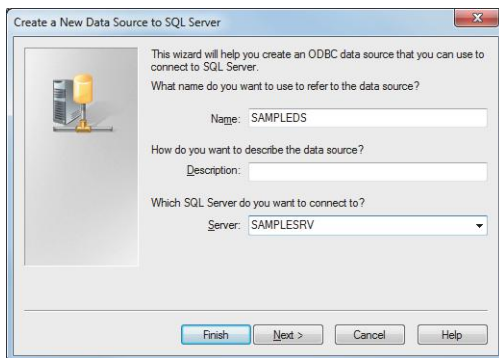 Create a New Data Source to SQL Server
This wizard will help you create an ODBC data source that you can use to
connect to SQL Server.
What name do you want to use to refer to the data source?
Name: SAMPLEDS
How do you want to describe the data source?
Description:
Which SQL Server do you want to connect to?
Server: SAMPLESRV
Finish Next > Cancel Help